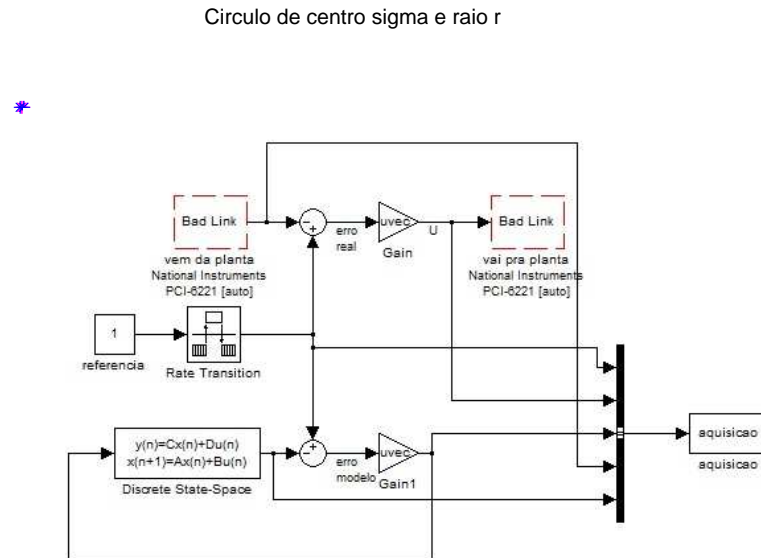 Circulo de centro sigma e raio r
Bad Link
vem da planta
National Instruments
PCI-6221 [auto]
erro
real
uvec
Gain
U
Bad Link
vai pra planta
National Instruments
PCI-6221 [auto]
1
referencia
Rate Transition
y(n)=Cx(n)+Du(n)
x(n+1)=Ax(n)+Bu(n)
Discrete State-Space
erro
modelo
uvec
Gain1
aquisicao
aquisicao